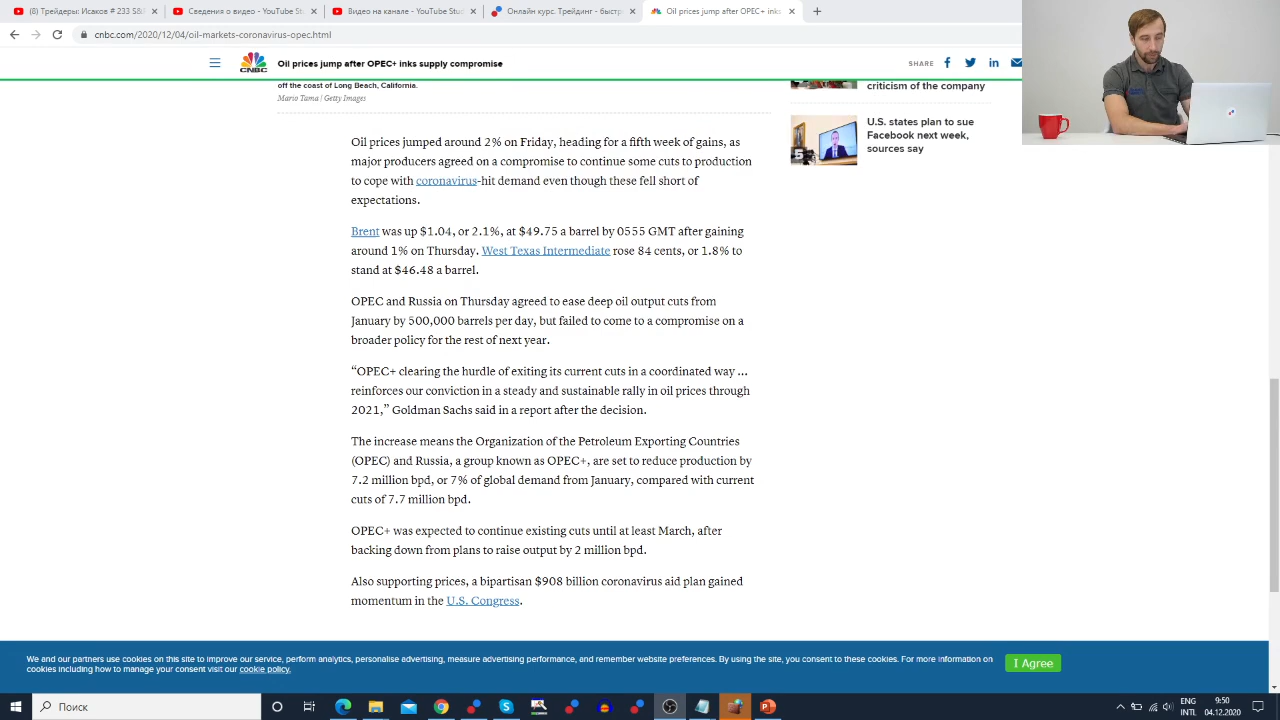 (8) Трейдеры: Исаков # 233 S&P
Сведения о видео - YouTube Stu
Видео на канале - YouTube Studi
Онлайн курс. Трейдинг - быстр
Oil prices jump after OPEC+ inks
cnbc.com/2020/12/04/oil-markets-coronavirus-opec.html
CNBC
Oil prices jump after OPEC+ inks supply compromise
SHARE
off the coast of Long Beach, California.
Mario Tama | Getty Images
criticism of the company
5
U.S. states plan to sue
Facebook next week,
sources say
Oil prices jumped around 2% on Friday, heading for a fifth week of gains, as
major producers agreed on a compromise to continue some cuts to production
to cope with coronavirus-hit demand even though these fell short of
expectations.
Brent was up $1.04, or 2.1%, at $49.75 a barrel by 0555 GMT after gaining
around 1% on Thursday. West Texas Intermediate rose 84 cents, or 1.8% to
stand at $46.48 a barrel.
OPEC and Russia on Thursday agreed to ease deep oil output cuts from
January by 500,000 barrels per day, but failed to come to a compromise on a
broader policy for the rest of next year.
“OPEC+ clearing the hurdle of exiting its current cuts in a coordinated way ...
reinforces our conviction in a steady and sustainable rally in oil prices through
2021,” Goldman Sachs said in a report after the decision.
The increase means the Organization of the Petroleum Exporting Countries
(OPEC) and Russia, a group known as OPEC+, are set to reduce production by
7.2 million bpd, or 7% of global demand from January, compared with current
cuts of 7.7 million bpd.
OPEC+ was expected to continue existing cuts until at least March, after
backing down from plans to raise output by 2 million bpd.
Also supporting prices, a bipartisan $908 billion coronavirus aid plan gained
momentum in the U.S. Congress.
We and our partners use cookies on this site to improve our service, perform analytics, personalise advertising, measure advertising performance, and remember website preferences. By using the site, you consent to these cookies. For more information on
cookies including how to manage your consent visit our cookie policy.
I Agree
Поиск
ENG
INTL
9:50
04.12.2020